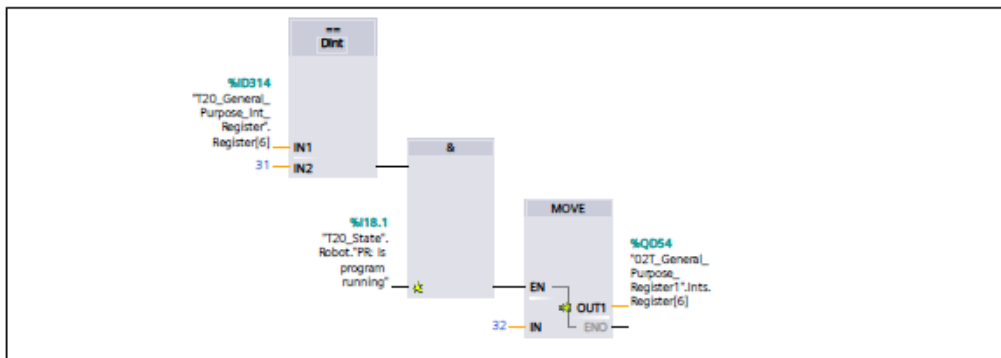 ==
Dint
%ID314
"T20_General_
Purpose_Int_
Register".
Register[6]
IN1
31
IN2
&
%I18.1
"T20_State".
Robot."PR: Is
program
running"
MOVE
EN
32
IN
%QD54
"02T_General_
Purpose_
Register1".Ints.
Register[6]
OUT1
ENO